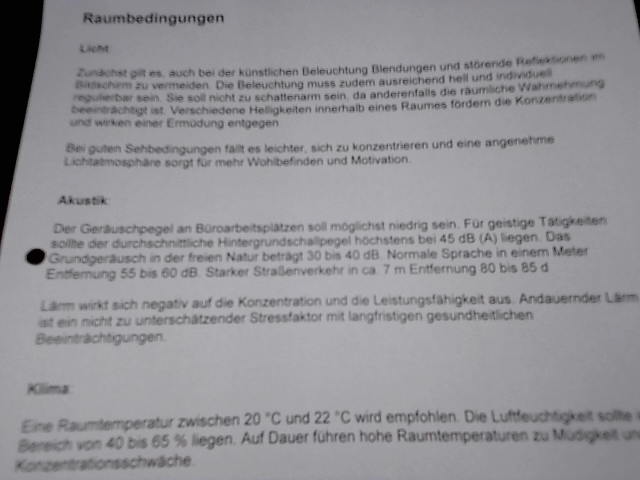 Raumbedingungen
Licht:
Zunächst gilt es, auch bei der künstlichen Beleuchtung Blendungen und störende Reflektionen im
Bildschirm zu vermeiden. Die Beleuchtung muss zudem ausreichend hell und individuell
regulierbar sein. Sie soll nicht zu schattenarm sein, da anderenfalls die räumliche Wahrnehmung
beeinträchtigt ist. Verschiedene Helligkeiten innerhalb eines Raumes fördern die Konzentration
und wirken einer Ermüdung entgegen
Bei guten Sehbedingungen fällt es leichter, sich zu konzentrieren und eine angenehme
Lichtatmosphäre sorgt für mehr Wohlbefinden und Motivation.
Akustik:
Der Geräuschpegel an Büroarbeitsplätzen soll möglichst niedrig sein. Für geistige Tätigkeiten
sollte der durchschnittliche Hintergrundschallpegel höchstens bei 45 dB (A) liegen. Das
Grundgeräusch in der freien Natur beträgt 30 bis 40 dB. Normale Sprache in einem Meter
Entfernung 55 bis 60 dB. Starker Straßenverkehr in ca. 7 m Entfernung 80 bis 85 d
Lärm wirkt sich negativ auf die Konzentration und die Leistungsfähigkeit aus. Andauernder Lärm
ist ein nicht zu unterschätzender Stressfaktor mit langfristigen gesundheitlichen
Beeinträchtigungen.
Klima:
Eine Raumtemperatur zwischen 20 °C und 22 °C wird empfohlen. Die Luftfeuchtigkeit sollte
Bereich von 40 bis 65 % liegen. Auf Dauer führen hohe Raumtemperaturen zu Müdigkeit
Konzentrationsschwäche.